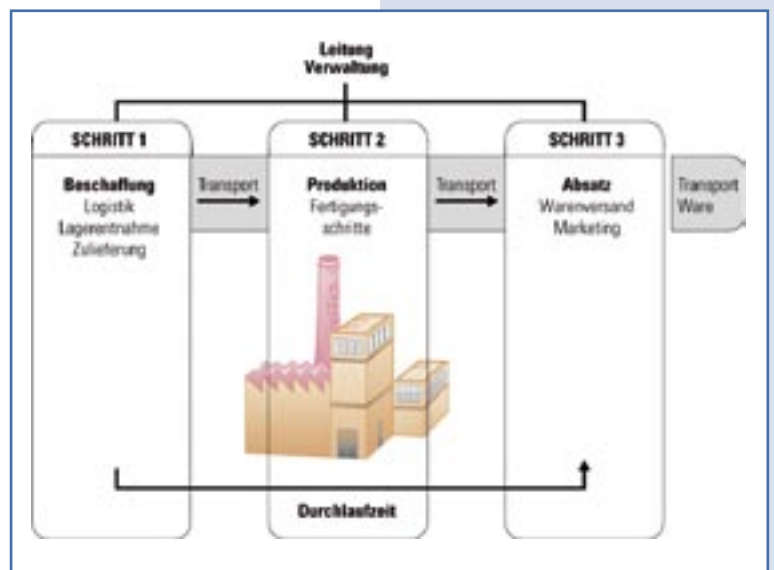 Leitung
Verwaltung
SCHRITT 1
SCHRITT 2
SCHRITT 3
Beschaffung
Logistik
Lagerentnahme
Zulieferung
Transport
Produktion
Fertigungs-
schritte
Transport
Absatz
Warenversand
Marketing
Transport
Ware
Durchlaufzeit